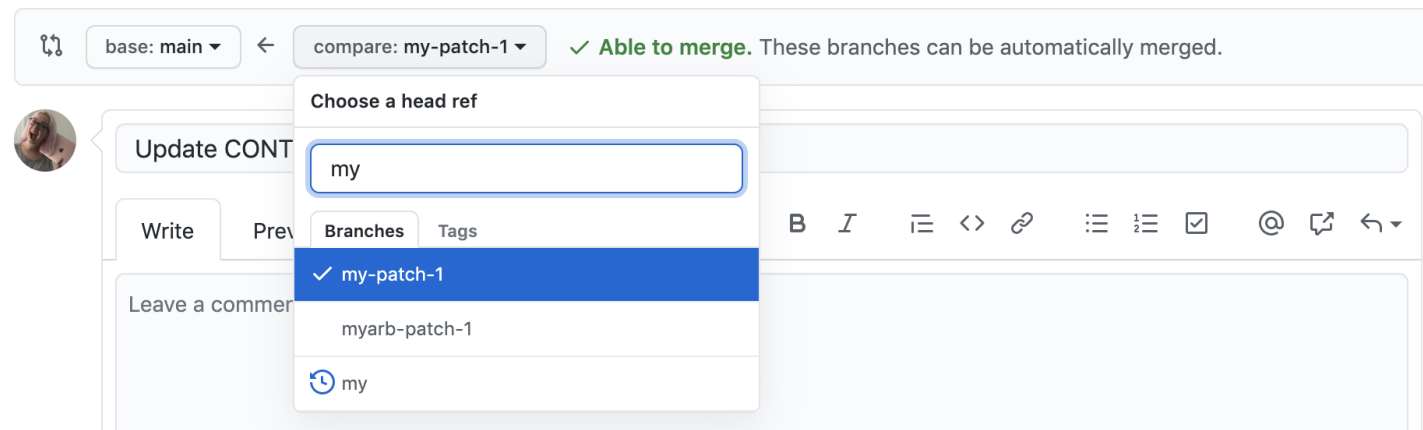 base: main compare: my-patch-1 Able to merge. These branches can be automatically merged.
Choose a head ref
Update CONT
my
Write Prev
Branches Tags
my-patch-1
Leave a commen
myarb-patch-1
my